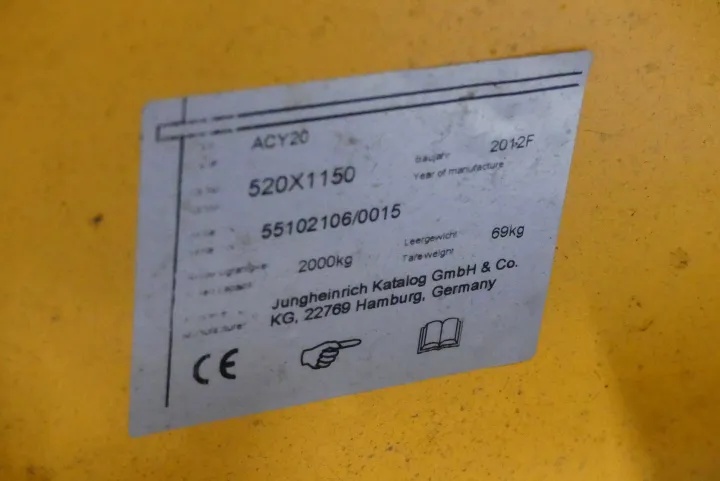 ACY20
520X1150
Baujahr 2012F
Year of manufacture
55102106/0015
2000kg
Leergewicht 69kg
Tareweight
Jungheinrich Katalog GmbH & Co.
KG, 22769 Hamburg, Germany
CE